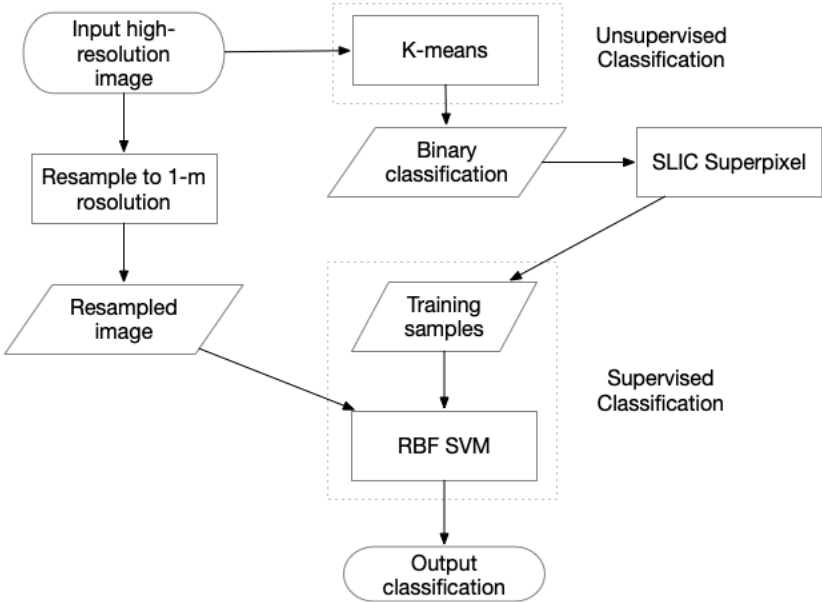 Input high-
resolution
image
K-means
Unsupervised
Classification
Binary
classification
SLIC Superpixel
Resample to 1-m
rosolution
Resampled
image
Training
samples
Supervised
Classification
RBF SVM
Output
classification